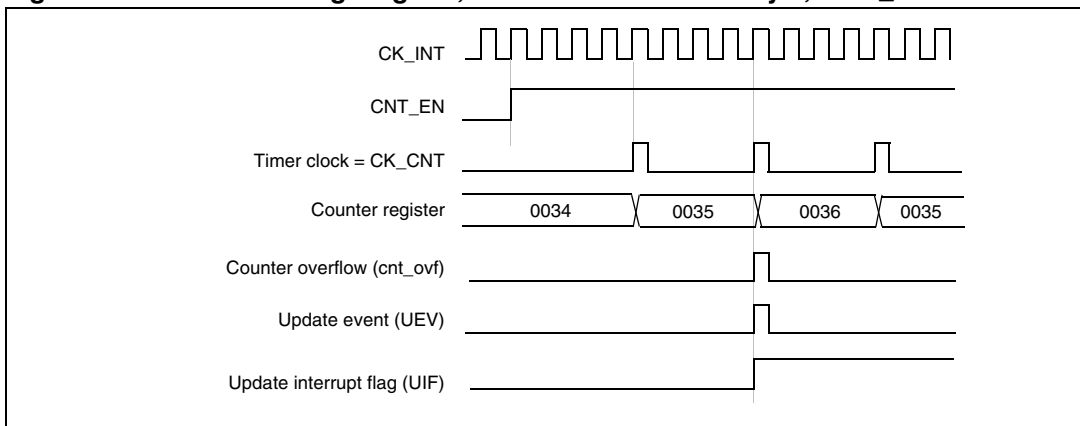 CK_INT
CNT_EN
Timer clock = CK_CNT
Counter register 0034 0035 0036 0035
Counter overflow (cnt_ovf)
Update event (UEV)
Update interrupt flag (UIF)